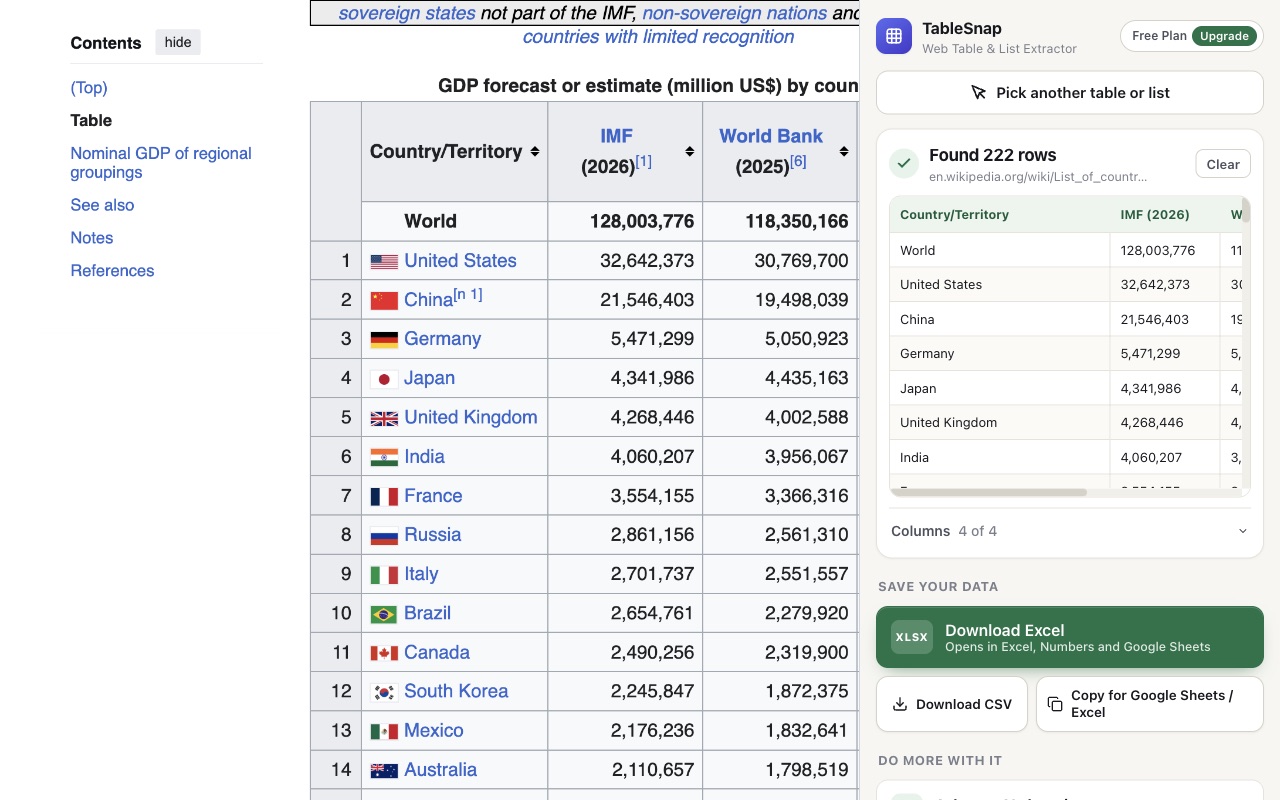 Contents
hide
(Top)
Table
Nominal GDP of regional
groupings
See also
Notes
References
sovereign states not part of the IMF, non-sovereign nations and
countries with limited recognition
GDP forecast or estimate (million US$) by coun
Country/Territory IMF (2026)[1] World Bank (2025)[6]
World 128,003,776 118,350,166
1 United States 32,642,373 30,769,700
2 China[n 1] 21,546,403 19,498,039
3 Germany 5,471,299 5,050,923
4 Japan 4,341,986 4,435,163
5 United Kingdom 4,268,446 4,002,588
6 India 4,060,207 3,956,067
7 France 3,554,155 3,366,316
8 Russia 2,861,156 2,561,310
9 Italy 2,701,737 2,551,557
10 Brazil 2,654,761 2,279,920
11 Canada 2,490,256 2,319,900
12 South Korea 2,245,847 1,872,375
13 Mexico 2,176,236 1,832,641
14 Australia 2,110,657 1,798,519
TableSnap
Web Table & List Extractor
Free Plan Upgrade
Pick another table or list
Found 222 rows
en.wikipedia.org/wiki/List_of_countr...
Clear
Country/Territory IMF (2026) W
World 128,003,776 11
United States 32,642,373 30
China 21,546,403 19
Germany 5,471,299 5,
Japan 4,341,986 4,
United Kingdom 4,268,446 4,
India 4,060,207 3,
Columns 4 of 4
SAVE YOUR DATA
XLSX
Download Excel
Opens in Excel, Numbers and Google Sheets
Download CSV
Copy for Google Sheets /
Excel
DO MORE WITH IT